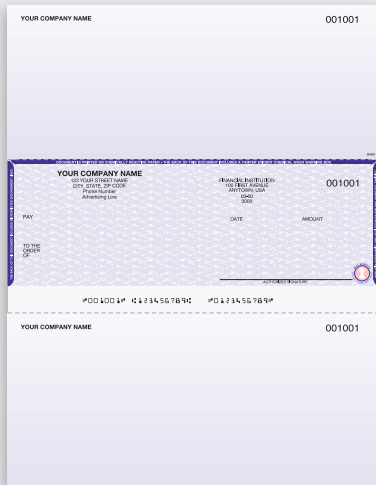 YOUR COMPANY NAME
001001
YOUR COMPANY NAME
123 YOUR STREET NAME
CITY, STATE, ZIP CODE
Phone Number
Advertising Line
FINANCIAL INSTITUTION
100 FIRST AVENUE
ANYTOWN, USA
00-00
0000
001001
DATE
AMOUNT
PAY
TO THE
ORDER
OF
AUTHORIZED SIGNATURE
⑈001001⑈ ⑆123456789⑆ ⑈0123456789⑈
YOUR COMPANY NAME
001001